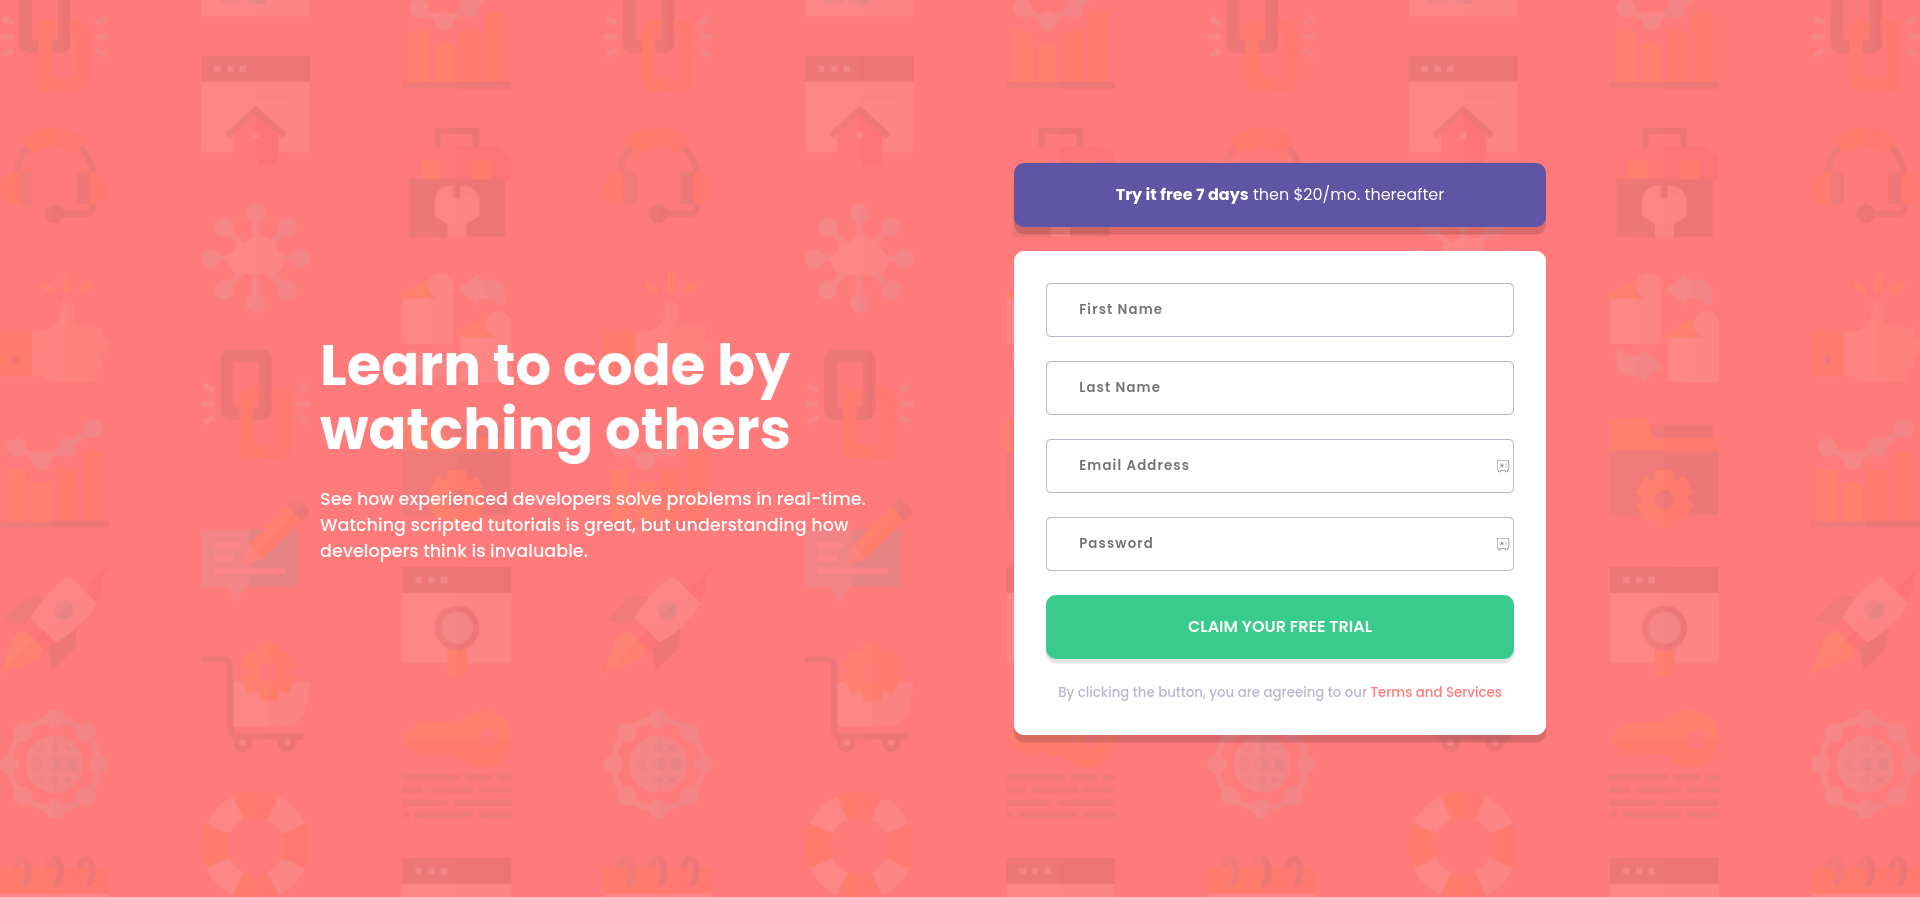 Learn to code by
watching others
See how experienced developers solve problems in real-time.
Watching scripted tutorials is great, but understanding how
developers think is invaluable.
Try it free 7 days then $20/mo. thereafter
First Name
Last Name
Email Address
Password
CLAIM YOUR FREE TRIAL
By clicking the button, you are agreeing to our Terms and Services